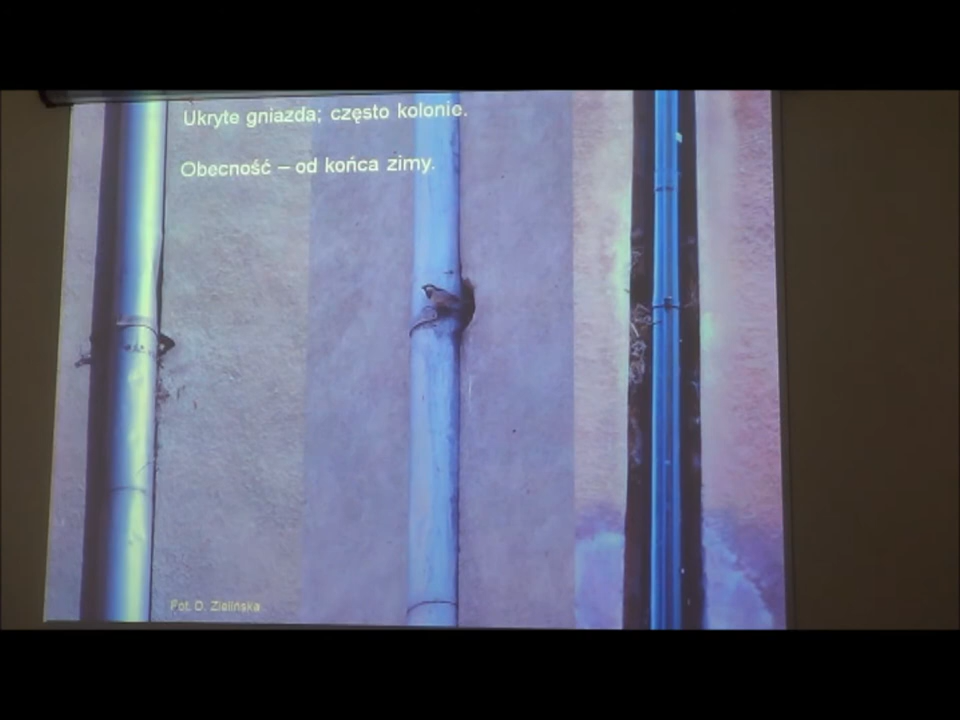 Ukryte gniazda; często kolonie.
Obecność – od końca zimy.
Fot. D. Zielińska